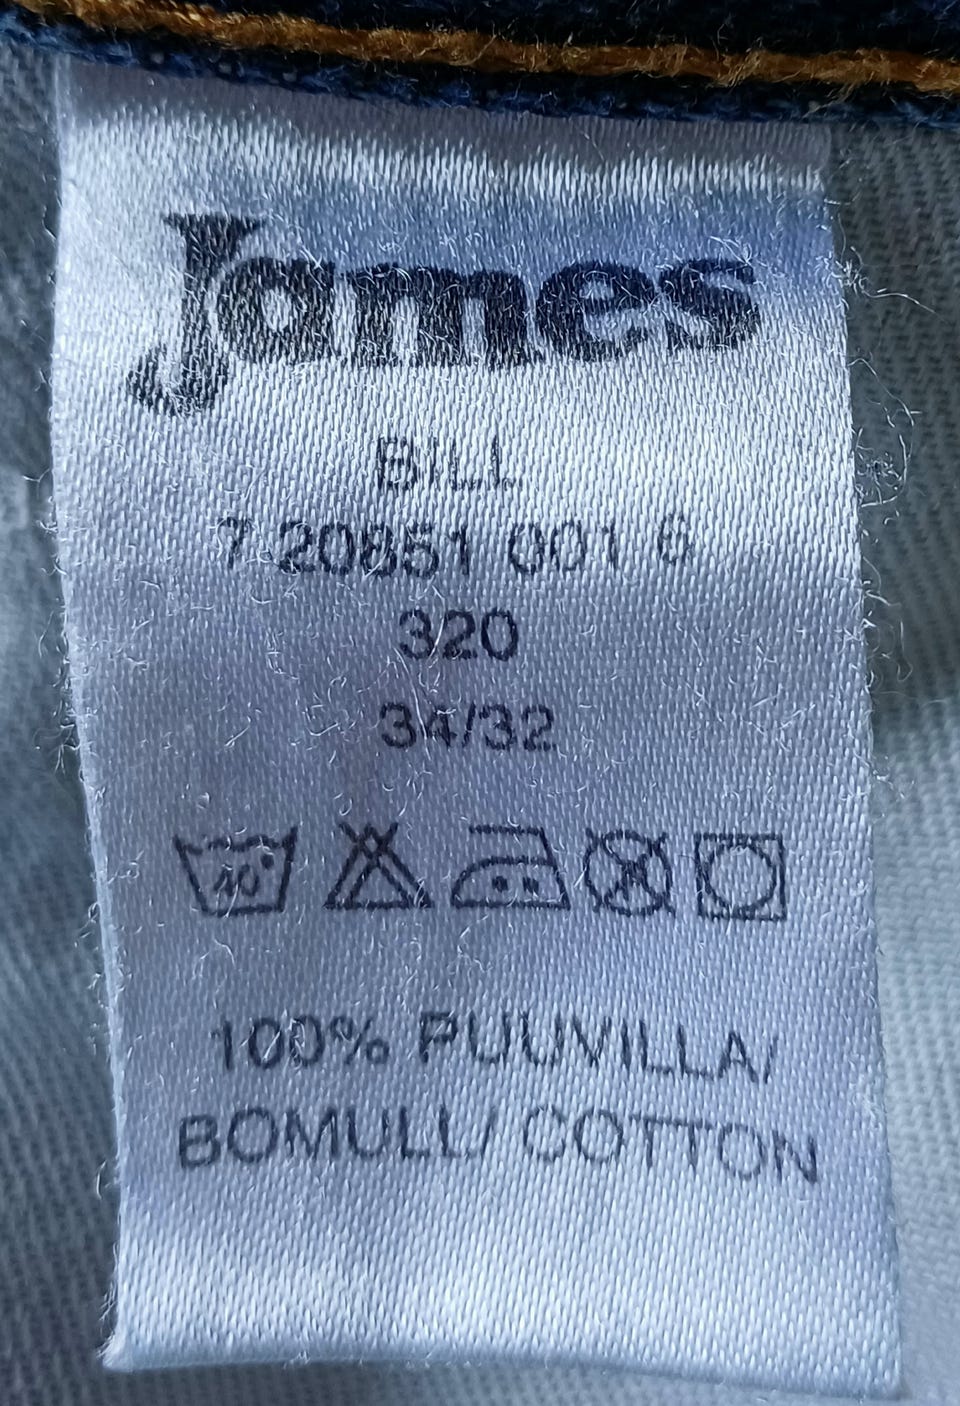 James
BILL
7 20851 001 6
320
34/32
40°
100% PUUVILLA/
BOMULL/ COTTON